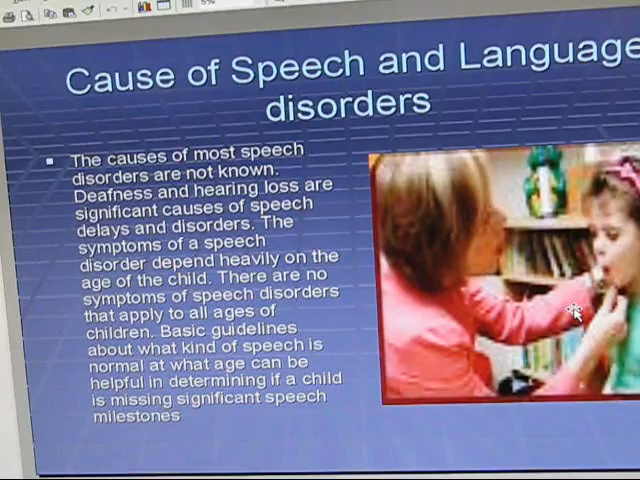 5%
Cause of Speech and Language
disorders
The causes of most speech
disorders are not known.
Deafness and hearing loss are
significant causes of speech
delays and disorders. The
symptoms of a speech
disorder depend heavily on the
age of the child. There are no
symptoms of speech disorders
that apply to all ages of
children. Basic guidelines
about what kind of speech is
normal at what age can be
helpful in determining if a child
is missing significant speech
milestones